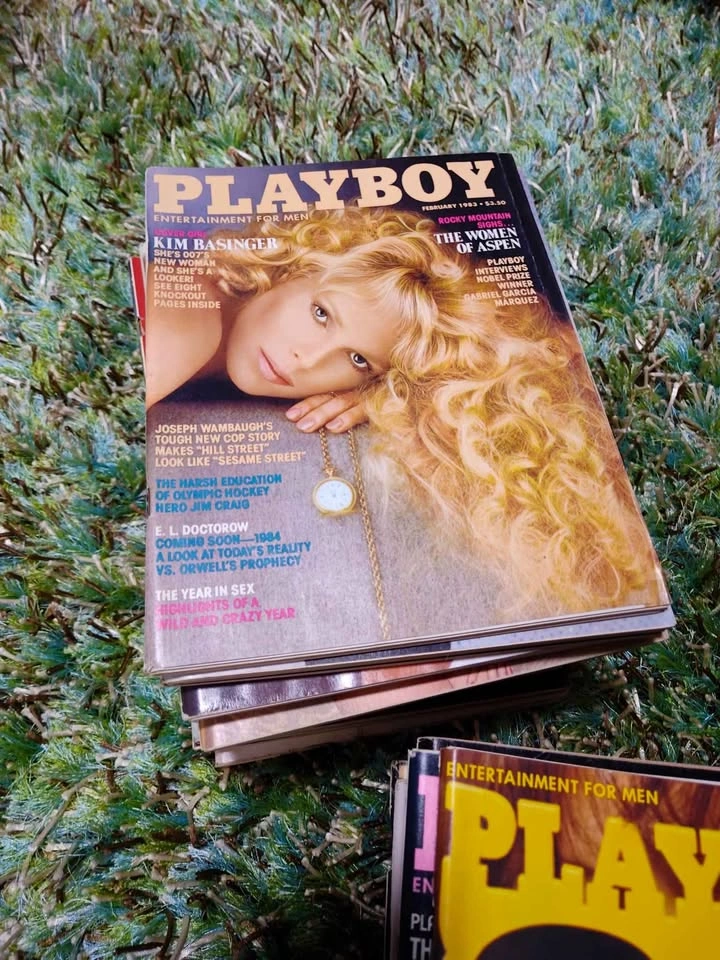 PLAYBOY
ENTERTAINMENT FOR MEN
FEBRUARY 1983 • $3.50
COVER GIRL
KIM BASINGER
SHE'S 007'S
NEW WOMAN
AND SHE'S A
LOOKER!
SEE EIGHT
KNOCKOUT
PAGES INSIDE
ROCKY MOUNTAIN
SIGHS...
THE WOMEN
OF ASPEN
PLAYBOY
INTERVIEWS
NOBEL PRIZE
WINNER
GABRIEL GARCIA
MARQUEZ
JOSEPH WAMBAUGH'S
TOUGH NEW COP STORY
MAKES "HILL STREET"
LOOK LIKE "SESAME STREET"
THE HARSH EDUCATION
OF OLYMPIC HOCKEY
HERO JIM CRAIG
E. L. DOCTOROW
COMING SOON—1984
A LOOK AT TODAY'S REALITY
VS. ORWELL'S PROPHECY
THE YEAR IN SEX
HIGHLIGHTS OF A
WILD AND CRAZY YEAR
ENTERTAINMENT FOR MEN
PLAY
EN
PLA
TH